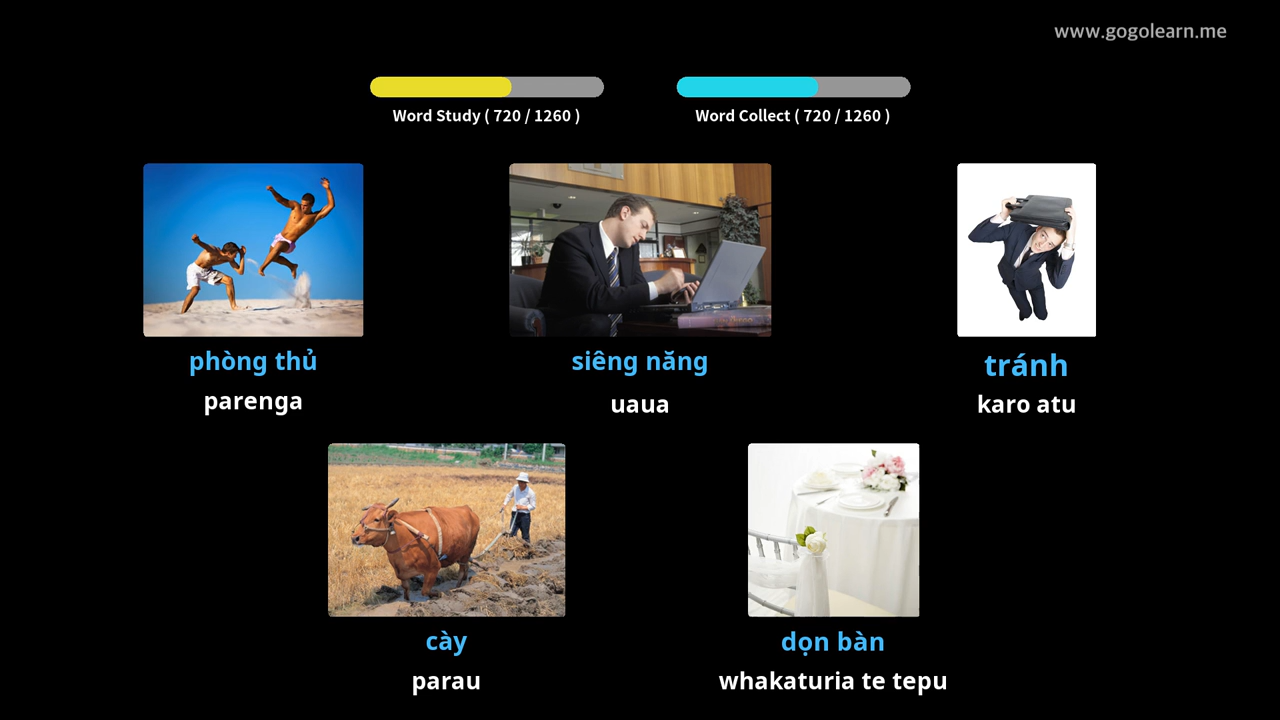 www.gogolearn.me
Word Study ( 720 / 1260 )
Word Collect ( 720 / 1260 )
phòng thủ
parenga
siêng năng
uaua
tránh
karo atu
cày
parau
dọn bàn
whakaturia te tepu